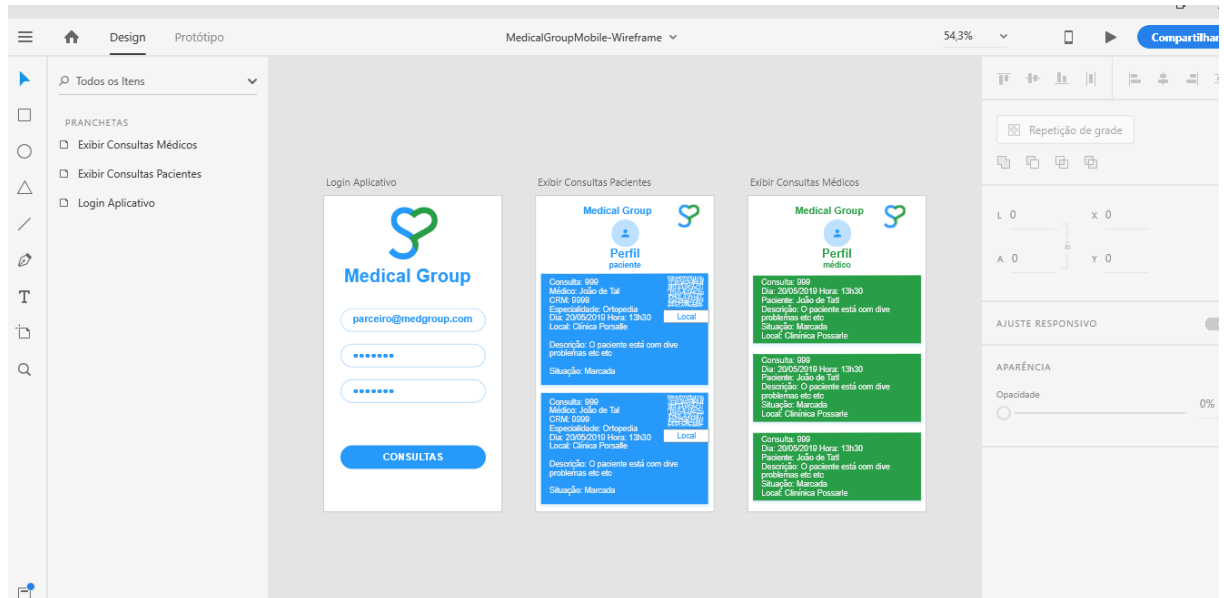 Design
Protótipo
MedicalGroupMobile-Wireframe
54,3%
Compartilhar
Todos os Itens
PRANCHETAS
Exibir Consultas Médicos
Exibir Consultas Pacientes
Login Aplicativo
Login Aplicativo
Medical Group
parceiro@medgroup.com
CONSULTAS
Exibir Consultas Pacientes
Medical Group
Perfil
paciente
Consulta: 999
Médico: João de Tal
CRM: 9999
Especialidade: Ortopedia
Dia: 20/05/2019 Hora: 13h30
Local: Clínica Porsalle
Local
Descrição: O paciente está com dive
problemas etc etc
Situação: Marcada
Consulta: 999
Médico: João de Tal
CRM: 9999
Especialidade: Ortopedia
Dia: 20/05/2019 Hora: 13h30
Local: Clínica Porsalle
Local
Descrição: O paciente está com dive
problemas etc etc
Situação: Marcada
Exibir Consultas Médicos
Medical Group
Perfil
médico
Consulta: 999
Dia: 20/05/2019 Hora: 13h30
Paciente: João de Tatl
Descrição: O paciente está com dive
problemas etc etc
Situação: Marcada
Local: Clinínica Possarle
Consulta: 999
Dia: 20/05/2019 Hora: 13h30
Paciente: João de Tatl
Descrição: O paciente está com dive
problemas etc etc
Situação: Marcada
Local: Clinínica Possarle
Consulta: 999
Dia: 20/05/2019 Hora: 13h30
Paciente: João de Tatl
Descrição: O paciente está com dive
problemas etc etc
Situação: Marcada
Local: Clinínica Possarle
Repetição de grade
L 0 X 0
A 0 Y 0
AJUSTE RESPONSIVO
APARÊNCIA
Opacidade
0%